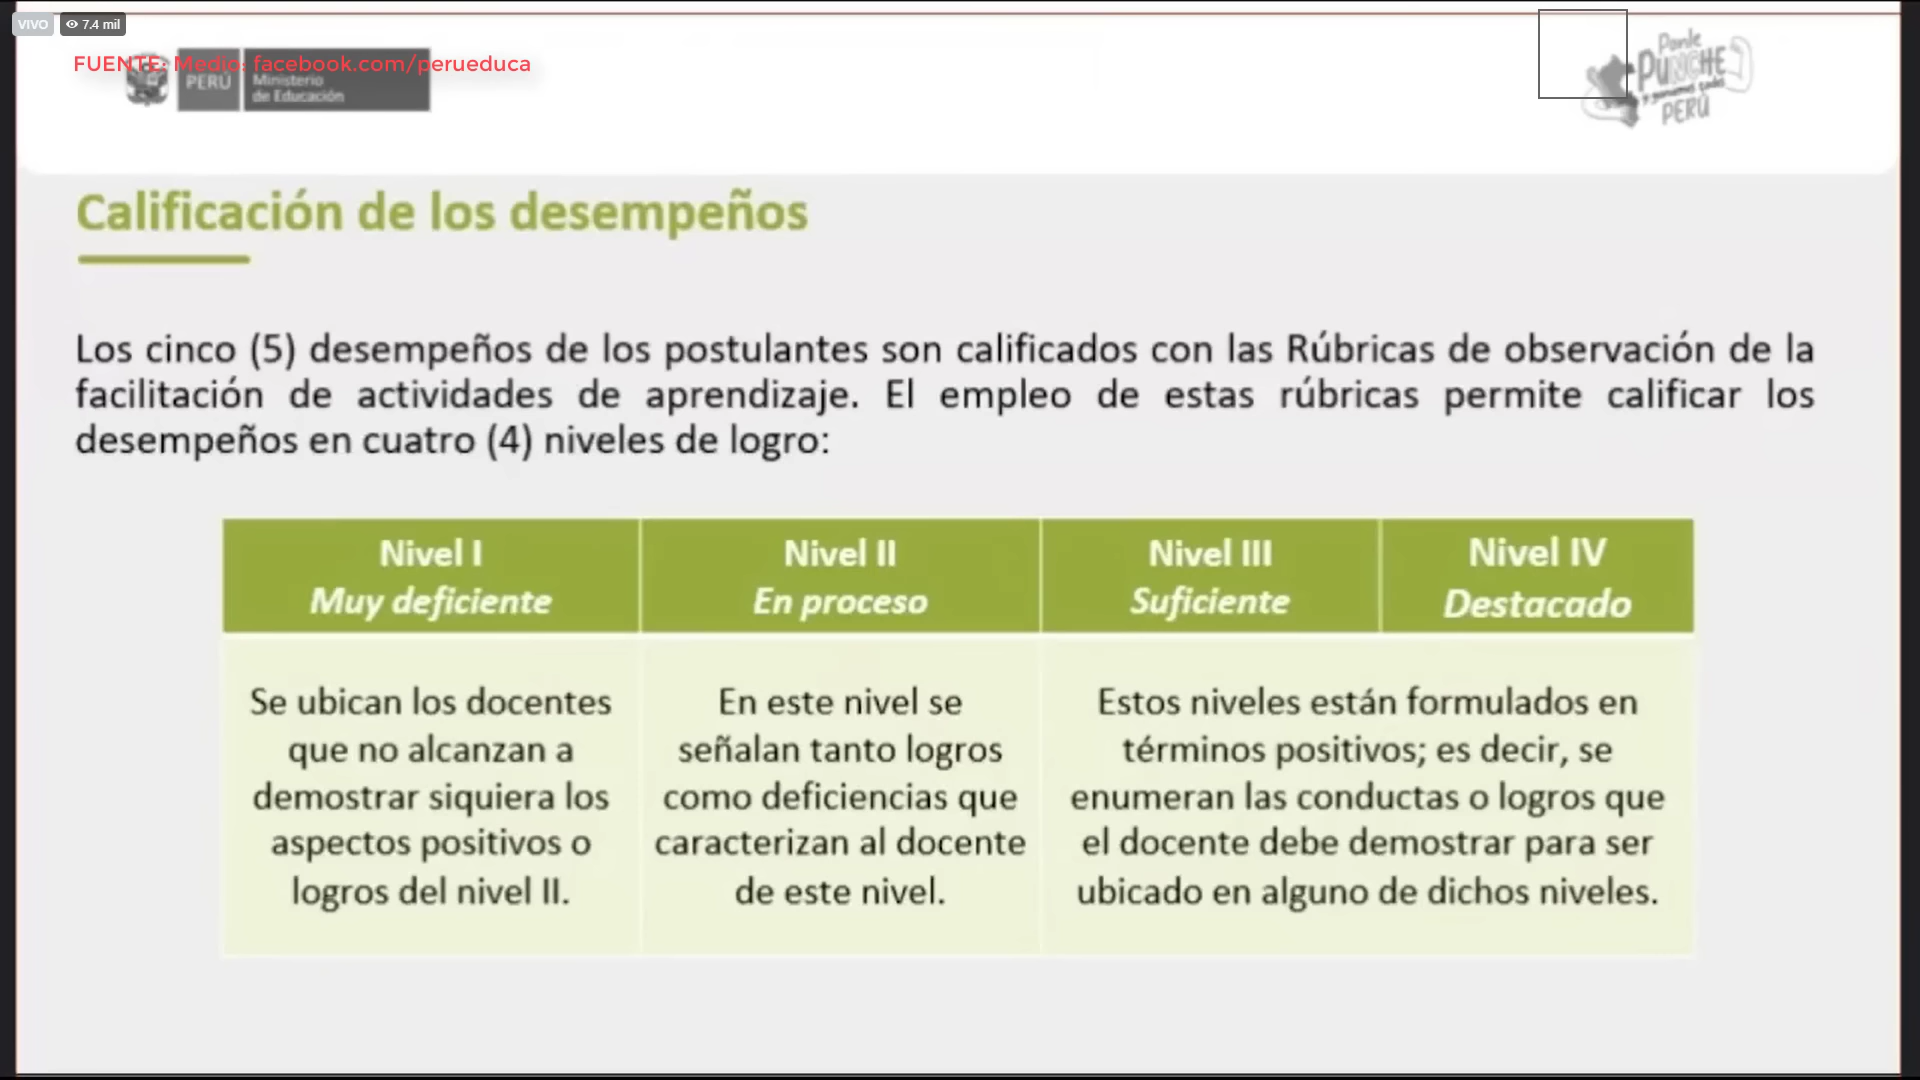 VIVO 7.4 mil
FUENTE: Medio: facebook.com/perueduca
PERÚ
Ministerio
de Educación
Ponle
PUNCHE
PERÚ
Calificación de los desempeños
Los cinco (5) desempeños de los postulantes son calificados con las Rúbricas de observación de la
facilitación de actividades de aprendizaje. El empleo de estas rúbricas permite calificar los
desempeños en cuatro (4) niveles de logro:
Nivel I
Muy deficiente
Nivel II
En proceso
Nivel III
Suficiente
Nivel IV
Destacado
Se ubican los docentes
que no alcanzan a
demostrar siquiera los
aspectos positivos o
logros del nivel II.
En este nivel se
señalan tanto logros
como deficiencias que
caracterizan al docente
de este nivel.
Estos niveles están formulados en
términos positivos; es decir, se
enumeran las conductas o logros que
el docente debe demostrar para ser
ubicado en alguno de dichos niveles.